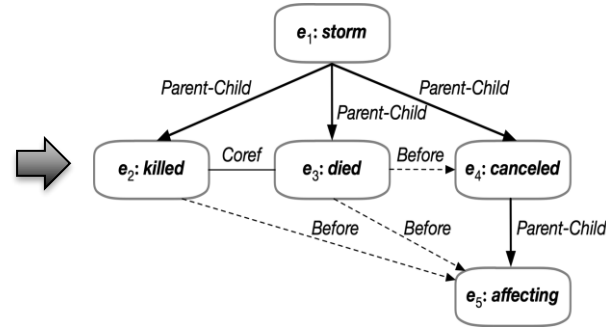 e1: storm
Parent-Child
Parent-Child
Parent-Child
e2: killed
Coref
e3: died
Before
e4: canceled
Before
Before
Parent-Child
e5: affecting